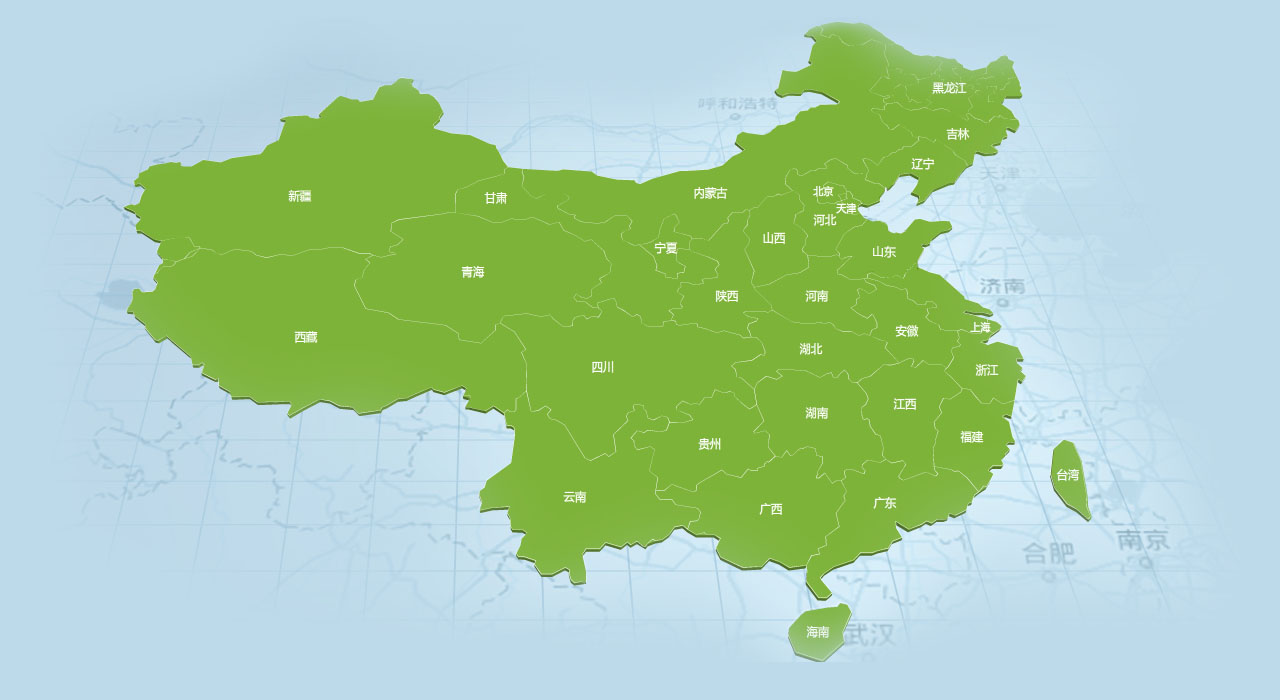 黑龙江
呼和浩特
吉林
辽宁
天津
北京
内蒙古
新疆
甘肃
天津
河北
山西
宁夏
山东
青海
济南
陕西
河南
上海
安徽
西藏
湖北
四川
浙江
江西
湖南
福建
贵州
台湾
云南
广东
广西
南京
合肥
海南
武汉